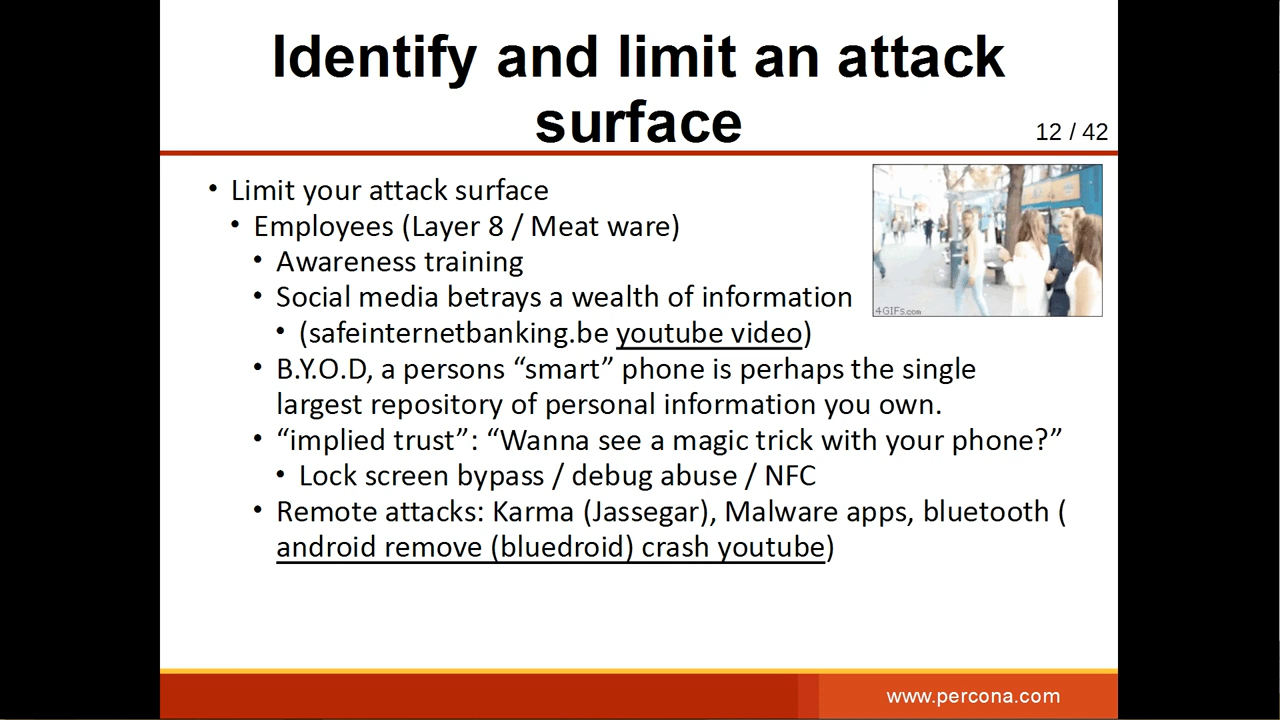 Identify and limit an attack
surface
12 / 42
• Limit your attack surface
• Employees (Layer 8 / Meat ware)
• Awareness training
• Social media betrays a wealth of information
• (safeinternetbanking.be youtube video)
• B.Y.O.D, a persons “smart” phone is perhaps the single
largest repository of personal information you own.
• “implied trust”: “Wanna see a magic trick with your phone?”
• Lock screen bypass / debug abuse / NFC
• Remote attacks: Karma (Jassegar), Malware apps, bluetooth (
android remove (bluedroid) crash youtube)
4GIFs.com
www.percona.com